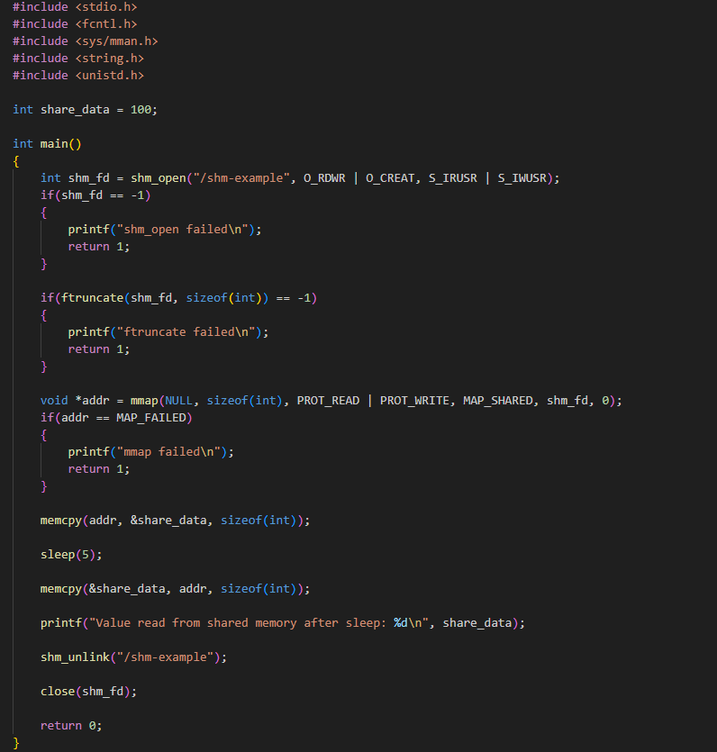 #include <stdio.h>
#include <fcntl.h>
#include <sys/mman.h>
#include <string.h>
#include <unistd.h>

int share_data = 100;

int main()
{
    int shm_fd = shm_open("/shm-example", O_RDWR | O_CREAT, S_IRUSR | S_IWUSR);
    if(shm_fd == -1)
    {
        printf("shm_open failed\n");
        return 1;
    }

    if(ftruncate(shm_fd, sizeof(int)) == -1)
    {
        printf("ftruncate failed\n");
        return 1;
    }

    void *addr = mmap(NULL, sizeof(int), PROT_READ | PROT_WRITE, MAP_SHARED, shm_fd, 0);
    if(addr == MAP_FAILED)
    {
        printf("mmap failed\n");
        return 1;
    }

    memcpy(addr, &share_data, sizeof(int));

    sleep(5);

    memcpy(&share_data, addr, sizeof(int));

    printf("Value read from shared memory after sleep: %d\n", share_data);

    shm_unlink("/shm-example");

    close(shm_fd);

    return 0;
}